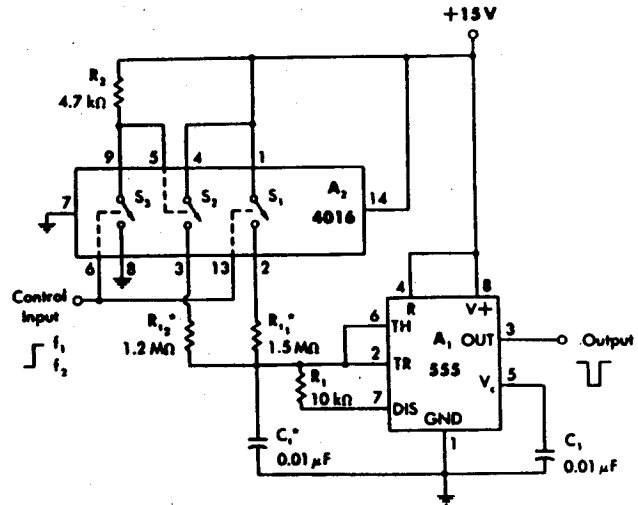 +15 V
R2
4.7 kΩ
9
5
4
1
7
S3
S2
S1
A2
4016
14
6
8
3
13
2
Control
Input
f1
f2
R12*
1.2 MΩ
R11*
1.5 MΩ
R1
10 kΩ
C1*
0.01 μF
4
8
R
V+
6
TH
A1
OUT
3
Output
2
TR
555
Vc
5
7
DIS
GND
1
C1
0.01 μF